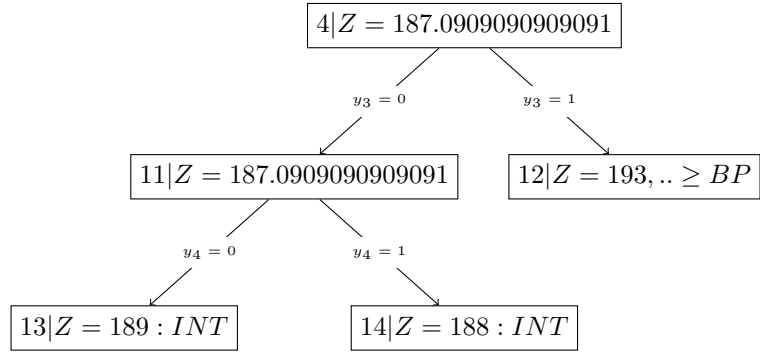 4|Z = 187.0909090909091
y₃ = 0
y₃ = 1
11|Z = 187.0909090909091
12|Z = 193, .. ≥ BP
y₄ = 0
y₄ = 1
13|Z = 189 : INT
14|Z = 188 : INT